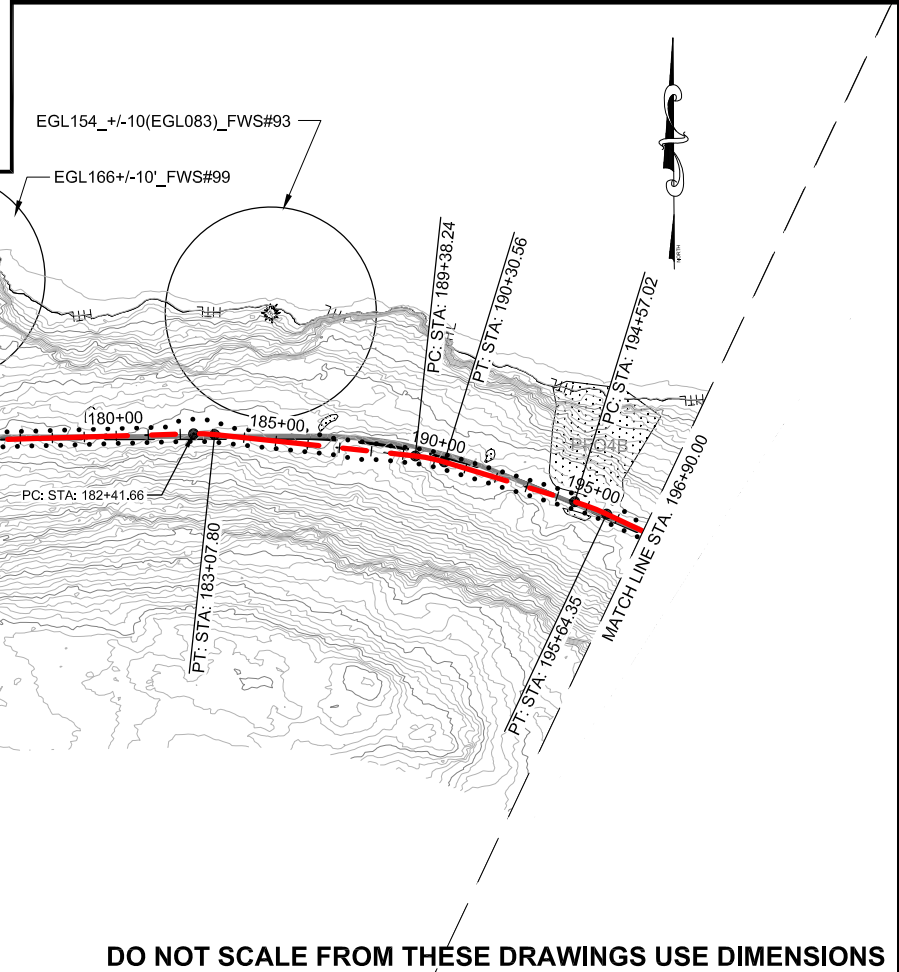 EGL154_+/-10(EGL083)_FWS#93
EGL166+/-10'_FWS#99
NORTH
PC: STA: 189+38.24
PT: STA: 190+30.56
PC: STA: 194+57.02
180+00
185+00
90+00
195+00
PC: STA: 182+41.66
PT: STA: 183+07.80
PT: STA: 195+64.35
MATCH LINE STA. 196+90.00
DO NOT SCALE FROM THESE DRAWINGS USE DIMENSIONS